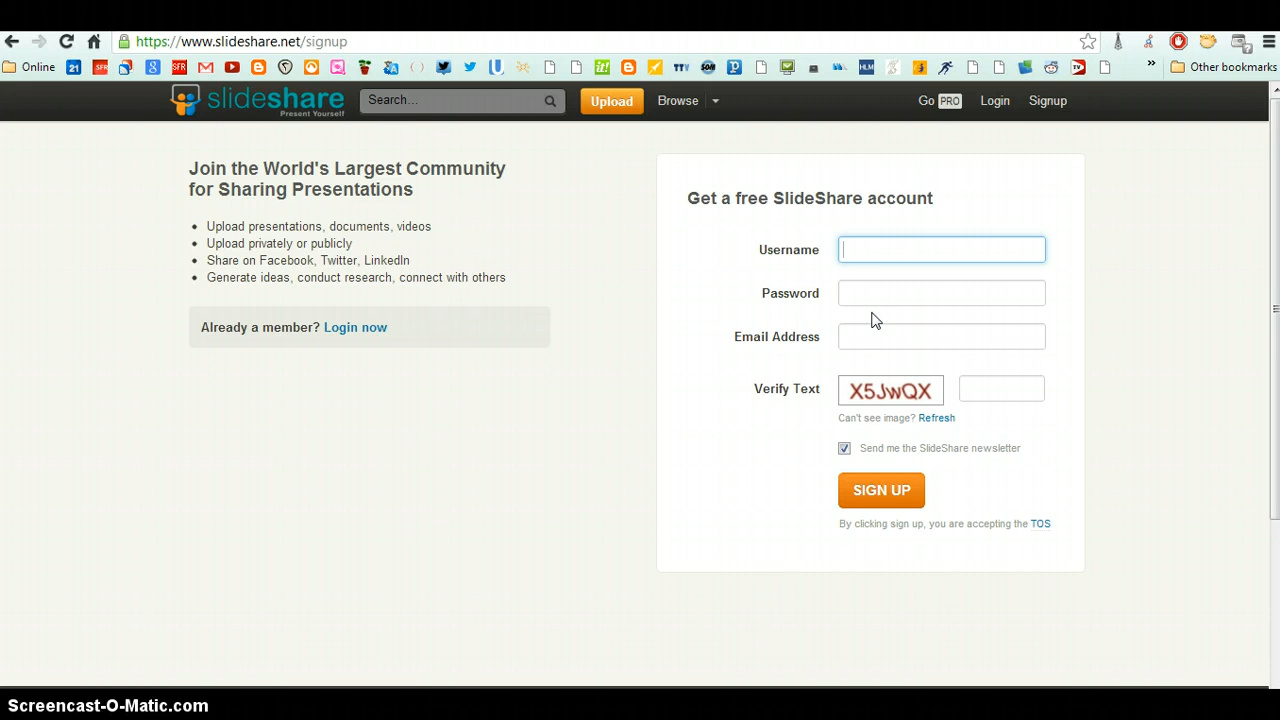 https://www.slideshare.net/signup
Online
Other bookmarks
slideshare
Present Yourself
Search...
Upload
Browse
Go PRO
Login
Signup
Join the World's Largest Community
for Sharing Presentations
Upload presentations, documents, videos
Upload privately or publicly
Share on Facebook, Twitter, LinkedIn
Generate ideas, conduct research, connect with others
Already a member? Login now
Get a free SlideShare account
Username
Password
Email Address
Verify Text
X5JwQX
Can't see image? Refresh
Send me the SlideShare newsletter
SIGN UP
By clicking sign up, you are accepting the TOS
Screencast-O-Matic.com